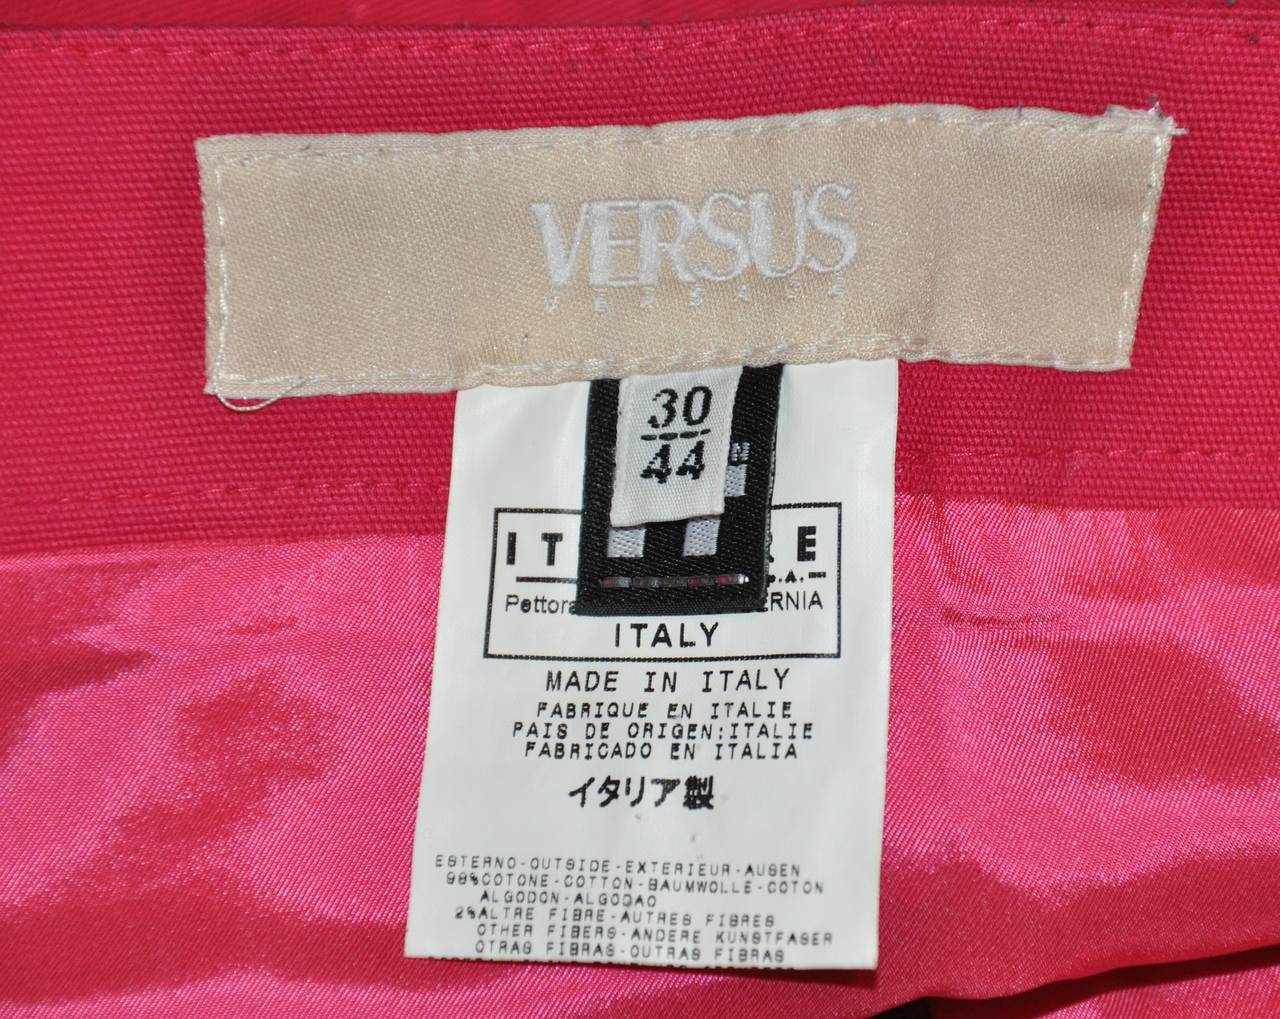 VERSUS
VERSACE
30
44
ITALY
MADE IN ITALY
FABRIQUE EN ITALIE
PAIS DE ORIGEN:ITALIE
FABRICADO EN ITALIA
イタリア製
ESTERNO-OUTSIDE-EXTERIEUR-AUSEN
98%COTONE-COTTON-BAUMWOLLE-COTON
ALGODON-ALGODAO
2%ALTRE FIBRE-AUTRES FIBRES
OTHER FIBERS-ANDERE KUNSTFASER
OTRAS FIBRAS-OUTRAS FIBRAS